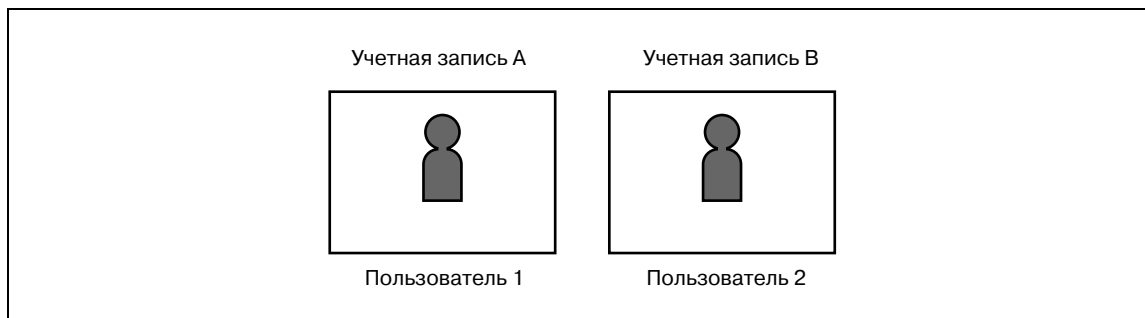 Учетная запись A
Учетная запись B
Пользователь 1
Пользователь 2